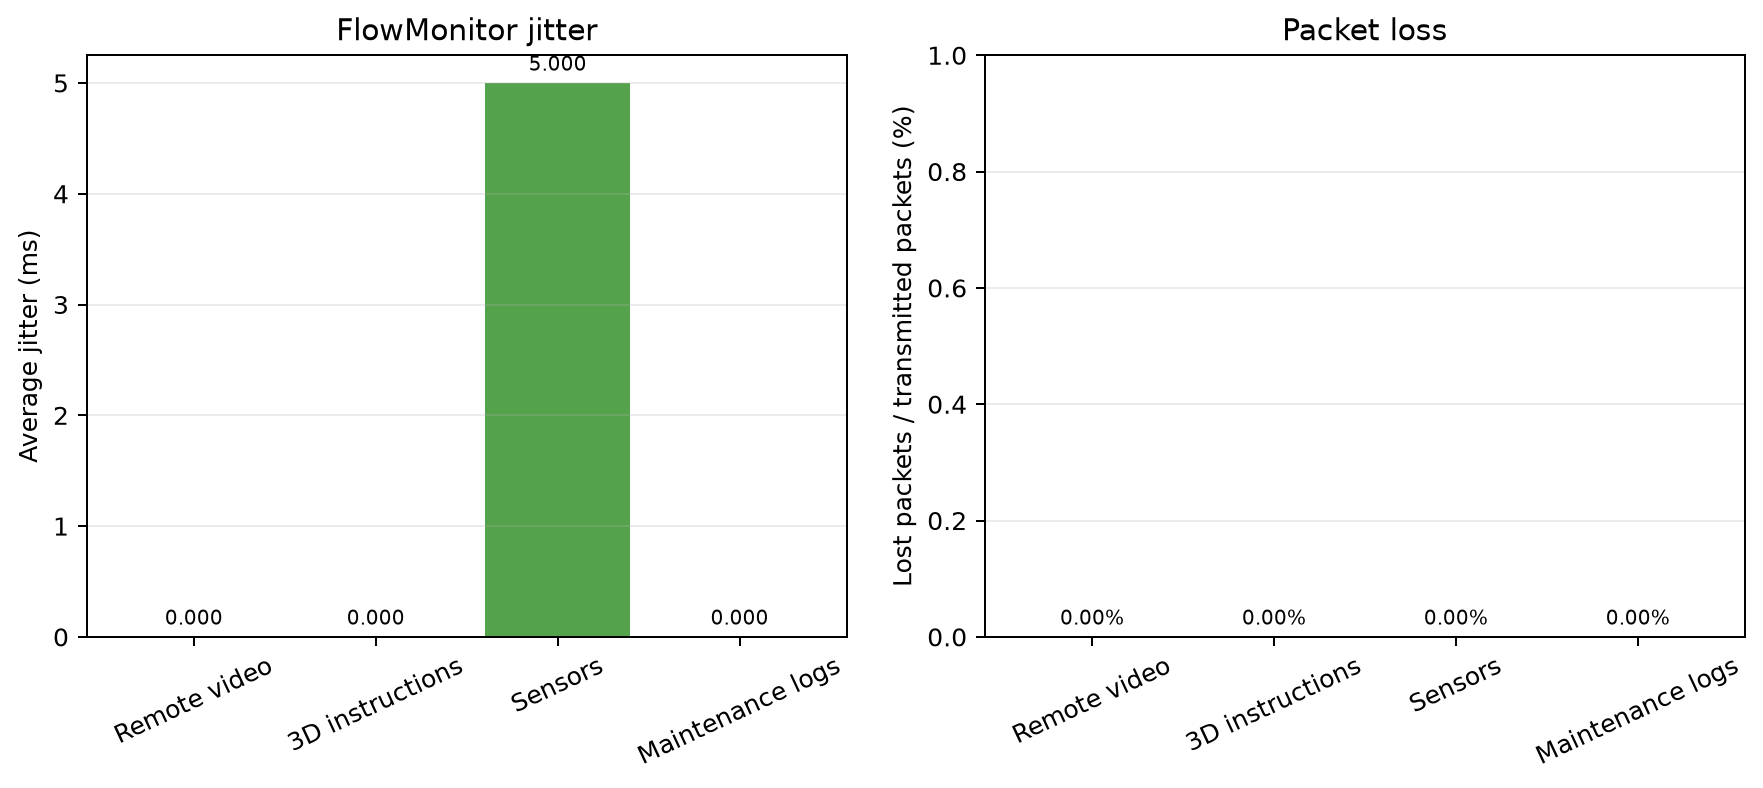 FlowMonitor jitter
Average jitter (ms)
5
4
3
2
1
0
0.000
0.000
5.000
0.000
Remote video
3D instructions
Sensors
Maintenance logs
Packet loss
Lost packets / transmitted packets (%)
1.0
0.8
0.6
0.4
0.2
0.0
0.00%
0.00%
0.00%
0.00%
Remote video
3D instructions
Sensors
Maintenance logs